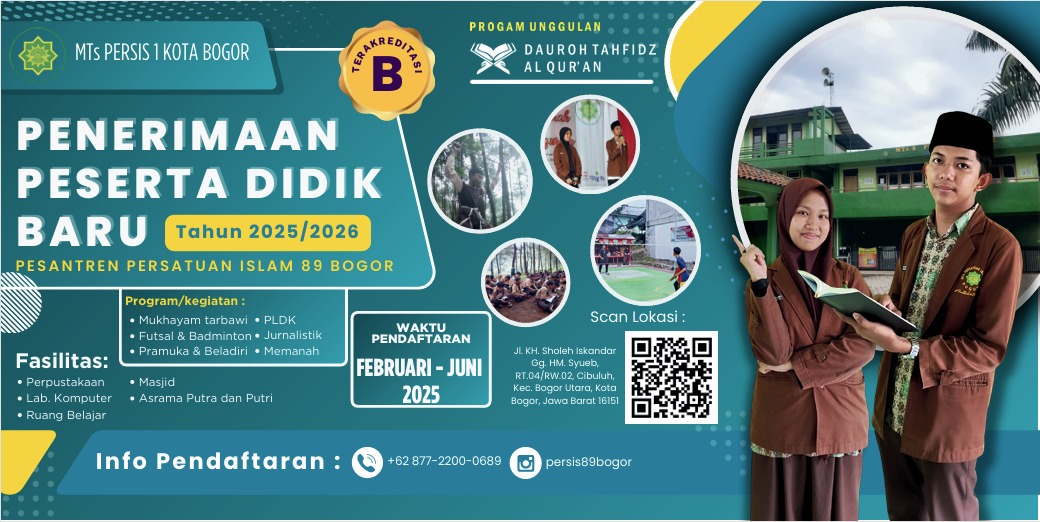 MTs PERSIS 1 KOTA BOGOR
TERAKREDITASI
B
PROGAM UNGGULAN
DAUROH TAHFIDZ
AL QUR'AN
PENERIMAAN
PESERTA DIDIK
BARU Tahun 2025/2026
PESANTREN PERSATUAN ISLAM 89 BOGOR
Program/kegiatan :
• Mukhayam tarbawi • PLDK
• Futsal & Badminton • Jurnalistik
• Pramuka & Beladiri • Memanah
Fasilitas:
• Perpustakaan • Masjid
• Lab. Komputer • Asrama Putra dan Putri
• Ruang Belajar
WAKTU
PENDAFTARAN
FEBRUARI - JUNI
2025
Scan Lokasi :
Jl. KH. Sholeh Iskandar
Gg. HM. Syueb,
RT.04/RW.02, Cibuluh,
Kec. Bogor Utara, Kota
Bogor, Jawa Barat 16151
Info Pendaftaran : +62 877-2200-0689 persis89bogor